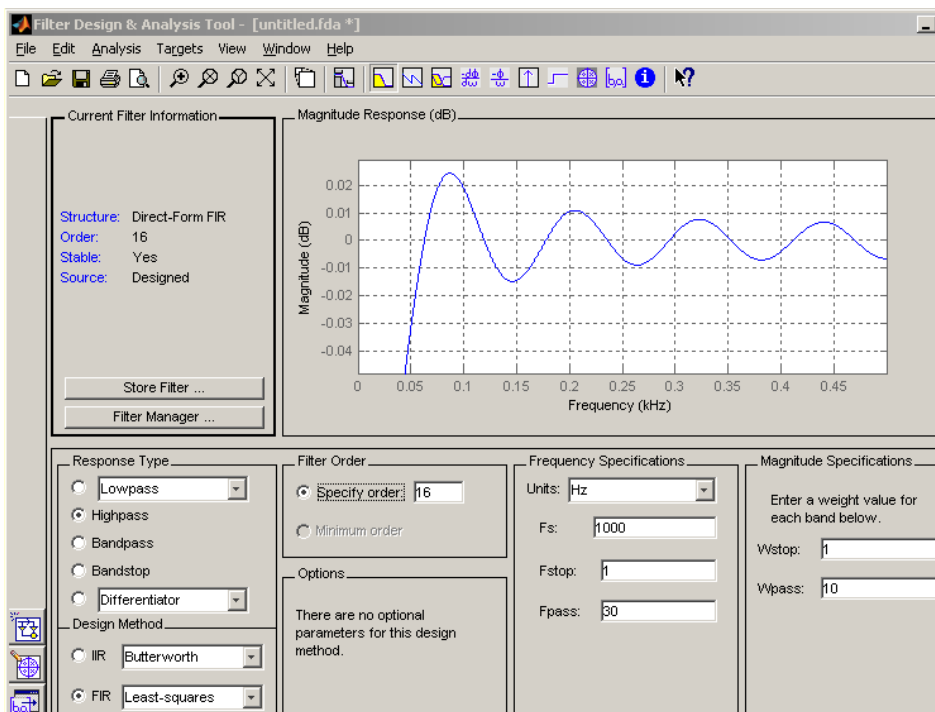 Filter Design & Analysis Tool - [untitled.fda *]
File Edit Analysis Targets View Window Help
Current Filter Information
Structure: Direct-Form FIR
Order: 16
Stable: Yes
Source: Designed
Store Filter ...
Filter Manager ...
Magnitude Response (dB)
Magnitude (dB)
0.02
0.01
0
-0.01
-0.02
-0.03
-0.04
0 0.05 0.1 0.15 0.2 0.25 0.3 0.35 0.4 0.45
Frequency (kHz)
Response Type
Lowpass
Highpass
Bandpass
Bandstop
Differentiator
Design Method
IIR Butterworth
FIR Least-squares
Filter Order
Specify order: 16
Minimum order
Options
There are no optional
parameters for this design
method.
Frequency Specifications
Units: Hz
Fs: 1000
Fstop: 1
Fpass: 30
Magnitude Specifications
Enter a weight value for
each band below.
Wstop: 1
Wpass: 10